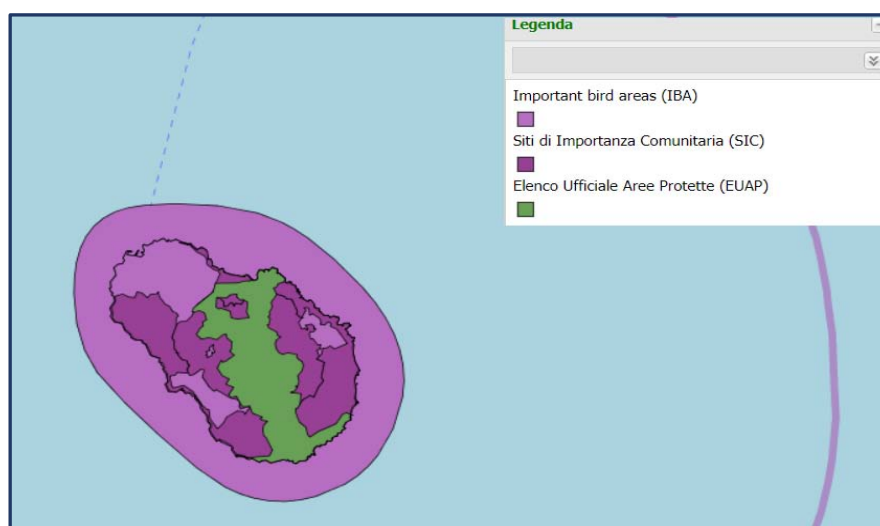 Legenda
Important bird areas (IBA)
Siti di Importanza Comunitaria (SIC)
Elenco Ufficiale Aree Protette (EUAP)